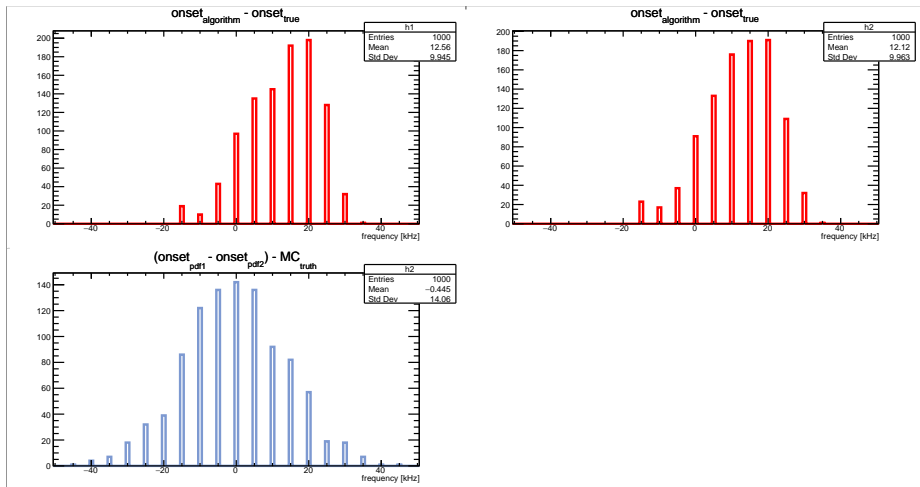 onset_algorithm - onset_true
h1
Entries 1000
Mean 12.56
Std Dev 9.945
200
180
160
140
120
100
80
60
40
20
0
−40 −20 0 20 40
frequency [kHz]
onset_algorithm - onset_true
h2
Entries 1000
Mean 12.12
Std Dev 9.963
200
180
160
140
120
100
80
60
40
20
0
−40 −20 0 20 40
frequency [kHz]
(onset_pdf1 - onset_pdf2) - MC_truth
h2
Entries 1000
Mean −0.445
Std Dev 14.06
140
120
100
80
60
40
20
0
−40 −20 0 20 40
frequency [kHz]